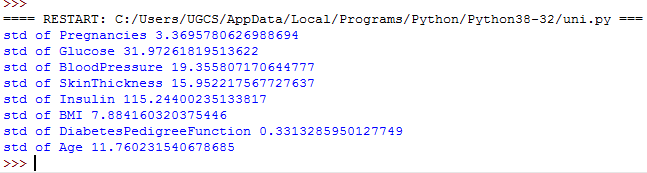 >>>
==== RESTART: C:/Users/UGCS/AppData/Local/Programs/Python/Python38-32/uni.py ===
std of Pregnancies 3.3695780626988694
std of Glucose 31.97261819513622
std of BloodPressure 19.355807170644777
std of SkinThickness 15.952217567727637
std of Insulin 115.24400235133817
std of BMI 7.884160320375446
std of DiabetesPedigreeFunction 0.3313285950127749
std of Age 11.760231540678685
>>>